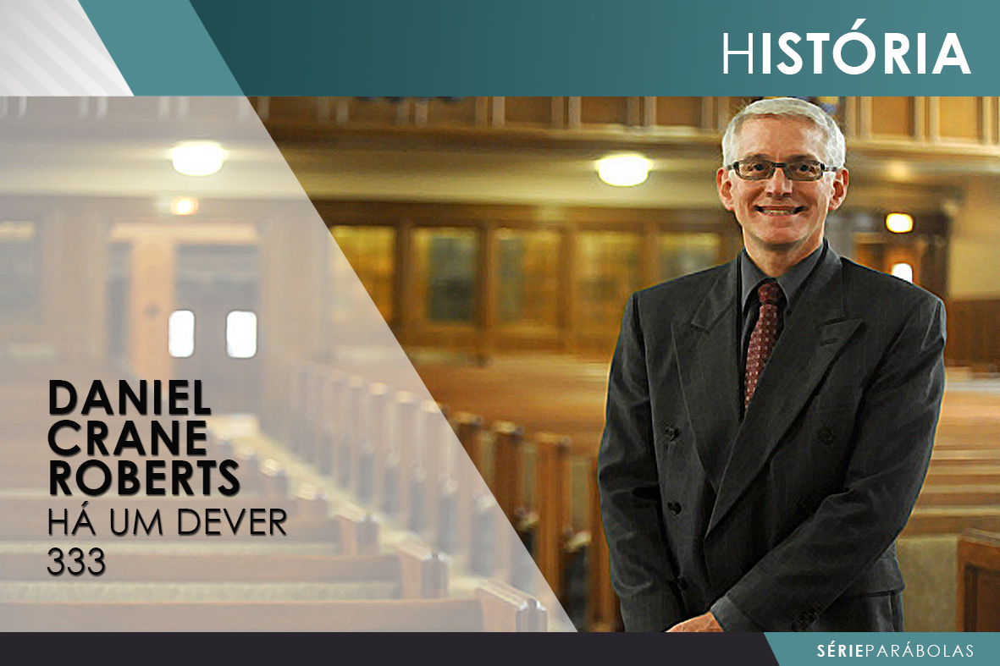 HISTÓRIA
DANIEL
CRANE
ROBERTS
HÁ UM DEVER
333
SÉRIEPARÁBOLAS